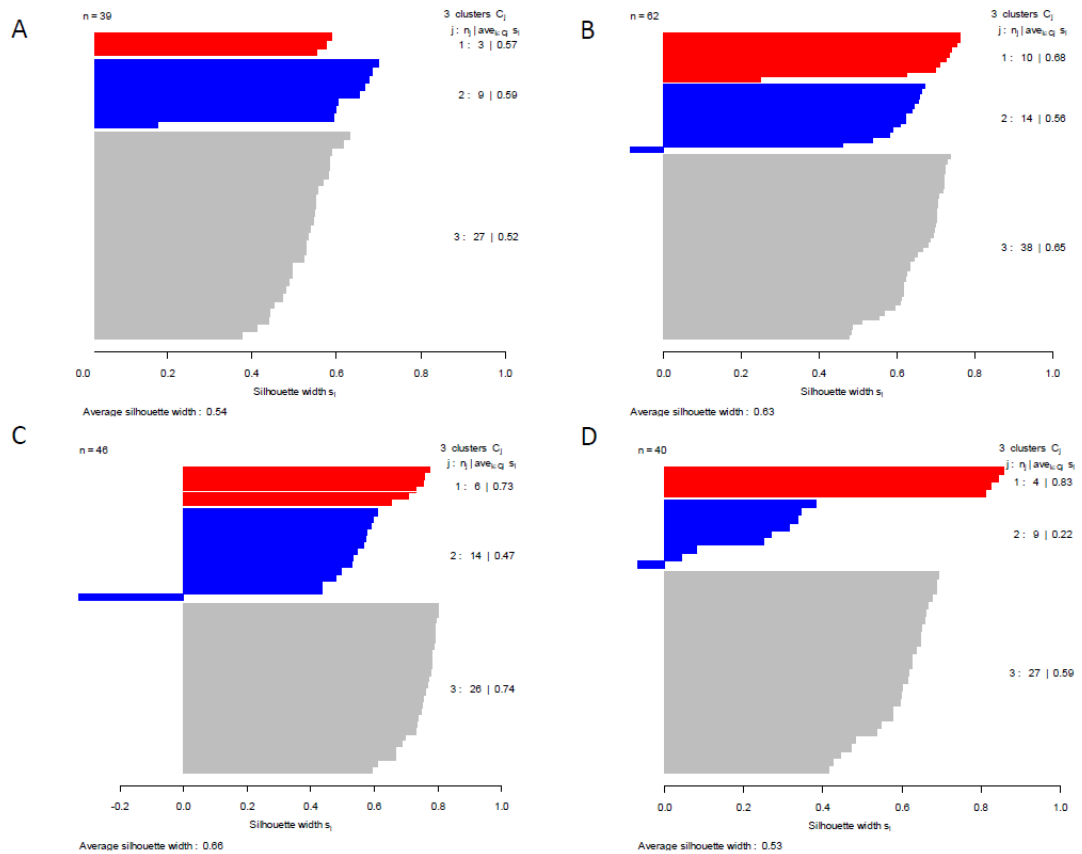 A
n = 39
3 clusters Cj
j : nj | avei∈Cj si
1 : 3 | 0.57
2 : 9 | 0.59
3 : 27 | 0.52
0.0 0.2 0.4 0.6 0.8 1.0
Silhouette width si
Average silhouette width : 0.54
B
n = 62
3 clusters Cj
j : nj | avei∈Cj si
1 : 10 | 0.68
2 : 14 | 0.56
3 : 38 | 0.65
0.0 0.2 0.4 0.6 0.8 1.0
Silhouette width si
Average silhouette width : 0.63
C
n = 46
3 clusters Cj
j : nj | avei∈Cj si
1 : 6 | 0.73
2 : 14 | 0.47
3 : 26 | 0.74
-0.2 0.0 0.2 0.4 0.6 0.8 1.0
Silhouette width si
Average silhouette width : 0.66
D
n = 40
3 clusters Cj
j : nj | avei∈Cj si
1 : 4 | 0.83
2 : 9 | 0.22
3 : 27 | 0.59
0.0 0.2 0.4 0.6 0.8 1.0
Silhouette width si
Average silhouette width : 0.53